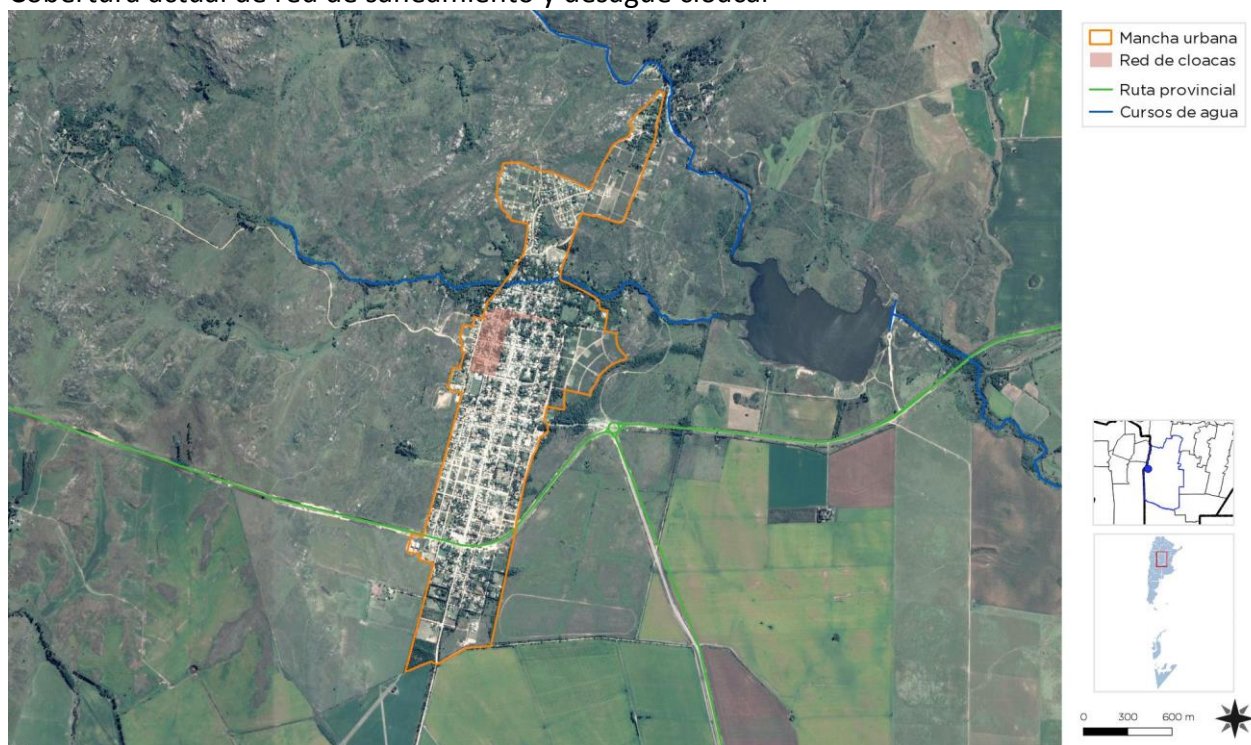 Cobertura actual de red de saneamiento y desagüe cloacal
Mancha urbana
Red de cloacas
Ruta provincial
Cursos de agua
0 300 600 m